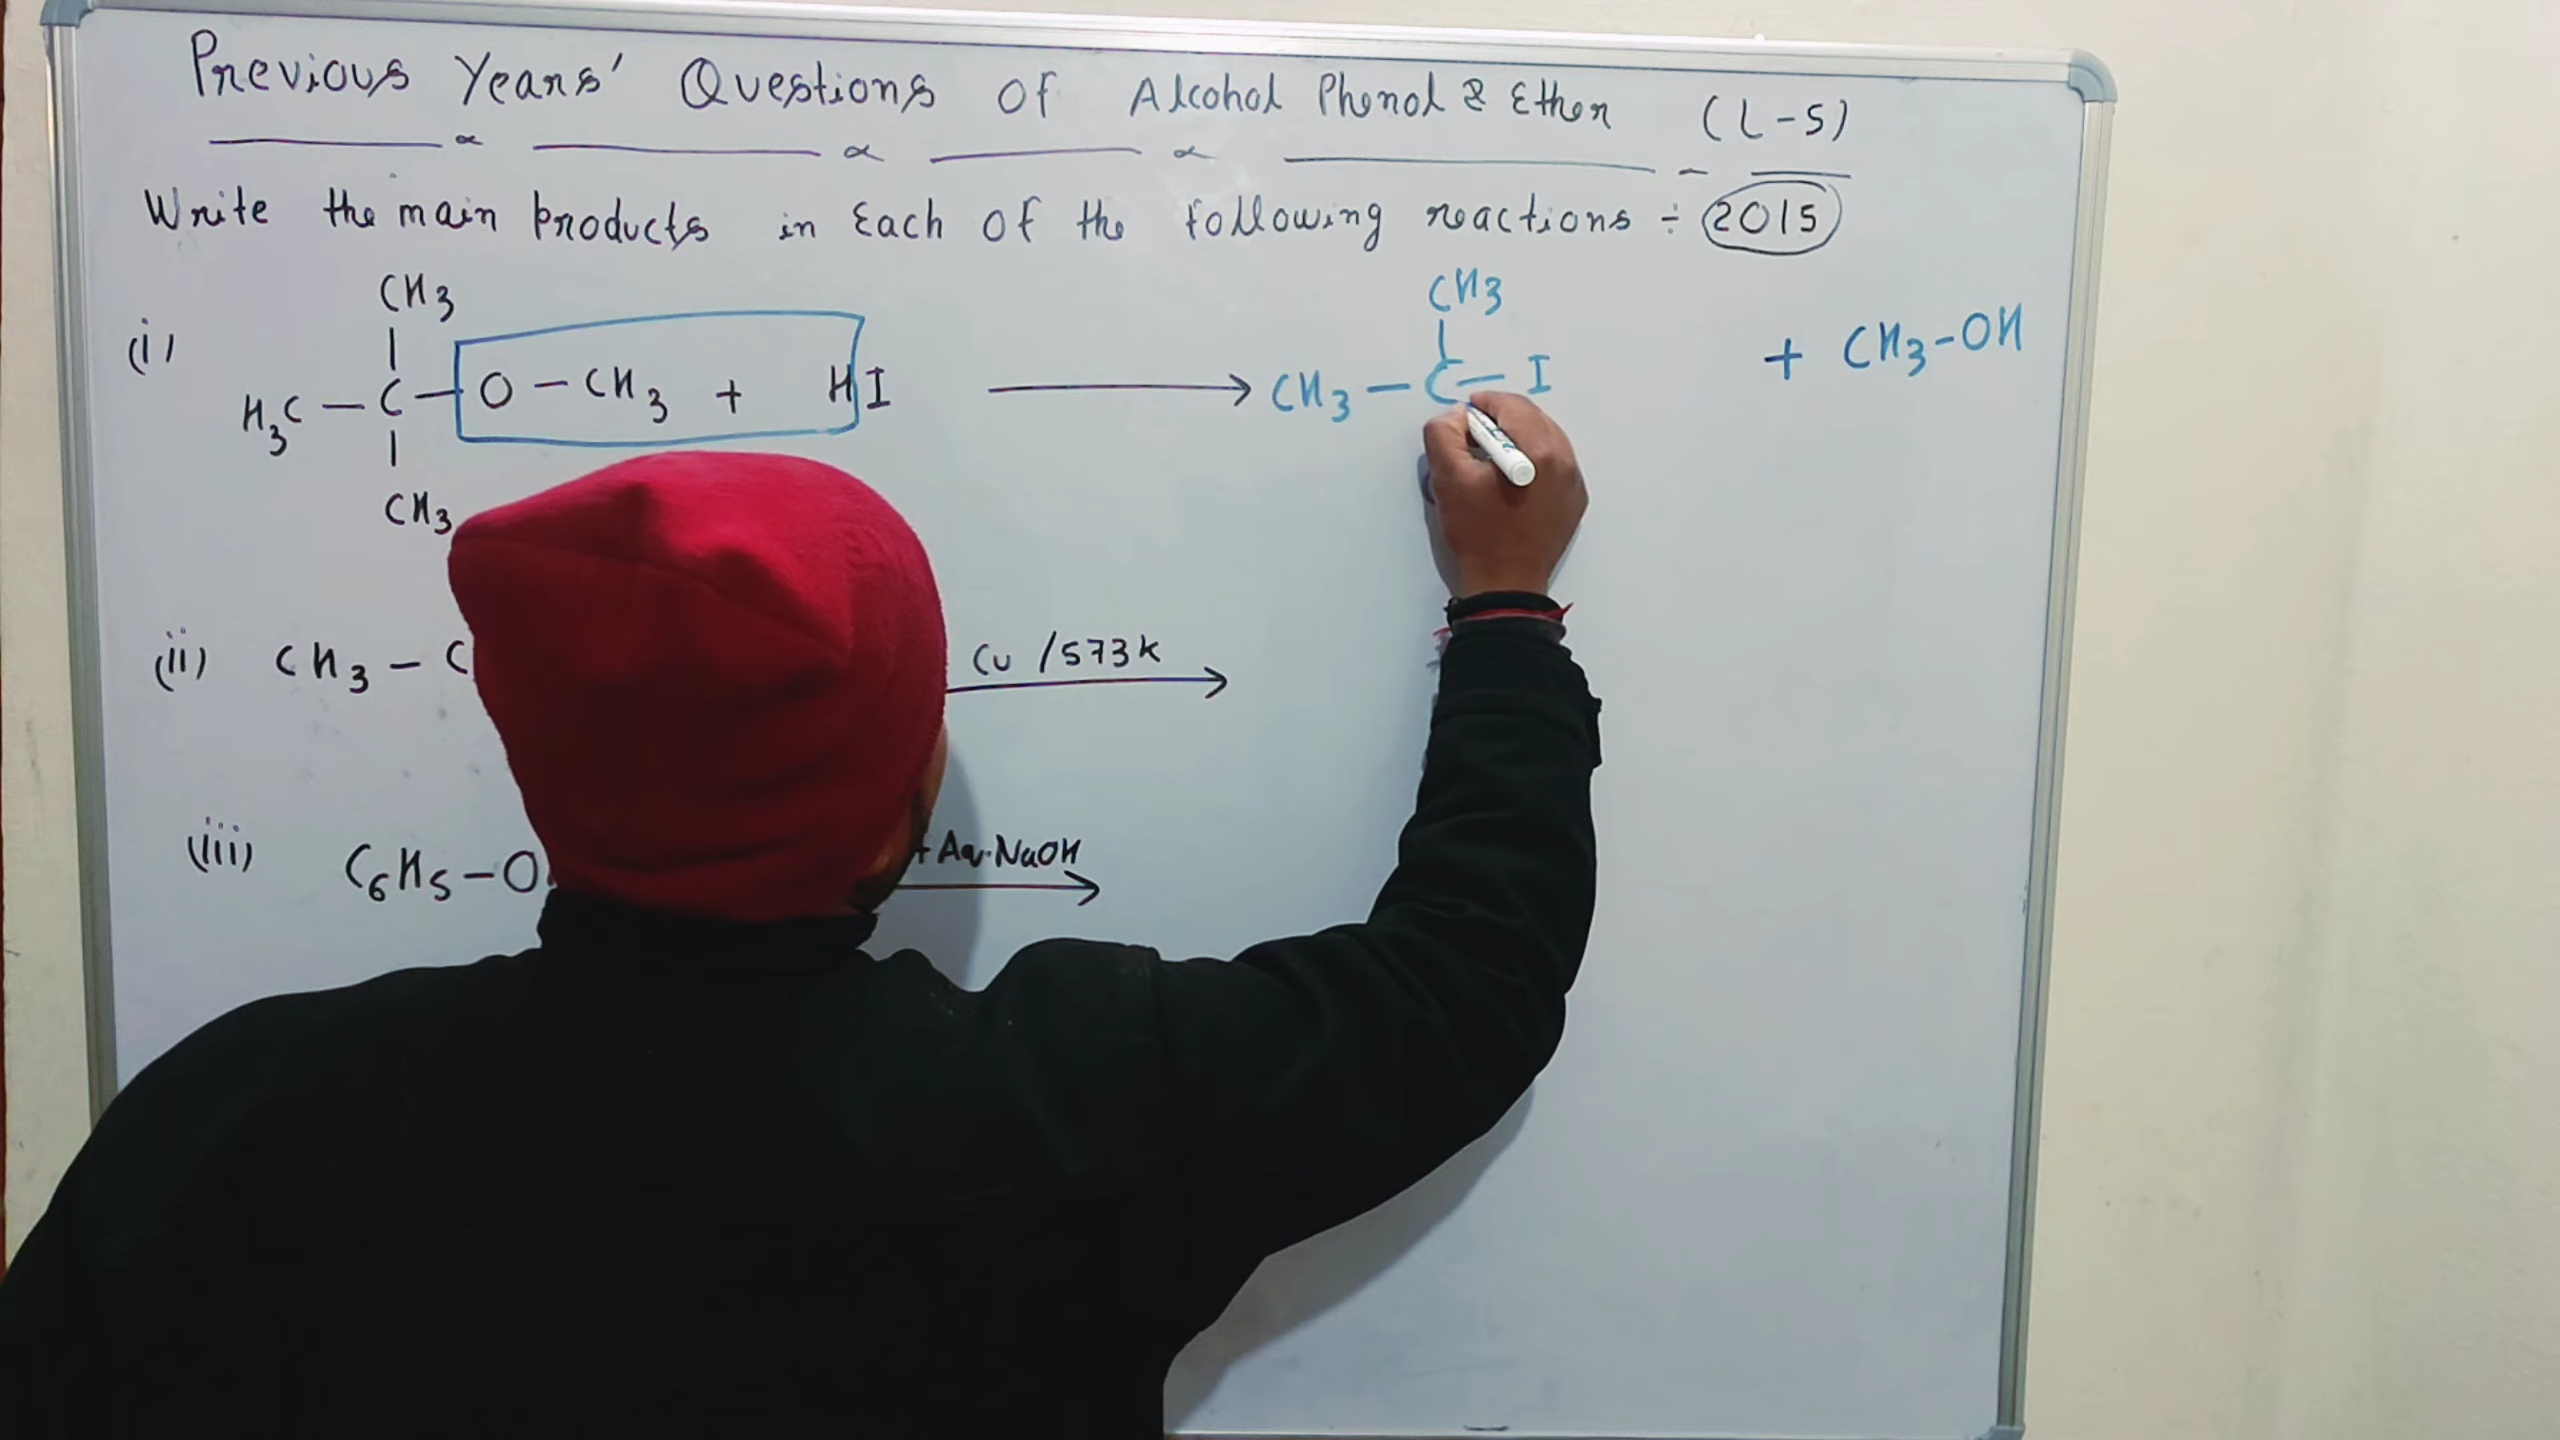 Previous Years' Questions Of Alcohol Phenol & Ether (L-5)
Write the main products in Each of the following reactions ÷ 2015
CH3
CH3
(i) H3C - C - O - CH3 + HI → CH3 - C - I + CH3-OH
CH3
(ii) CH3 - C Cu /573k →
(iii) C6H5-O + Aq.NaOH →